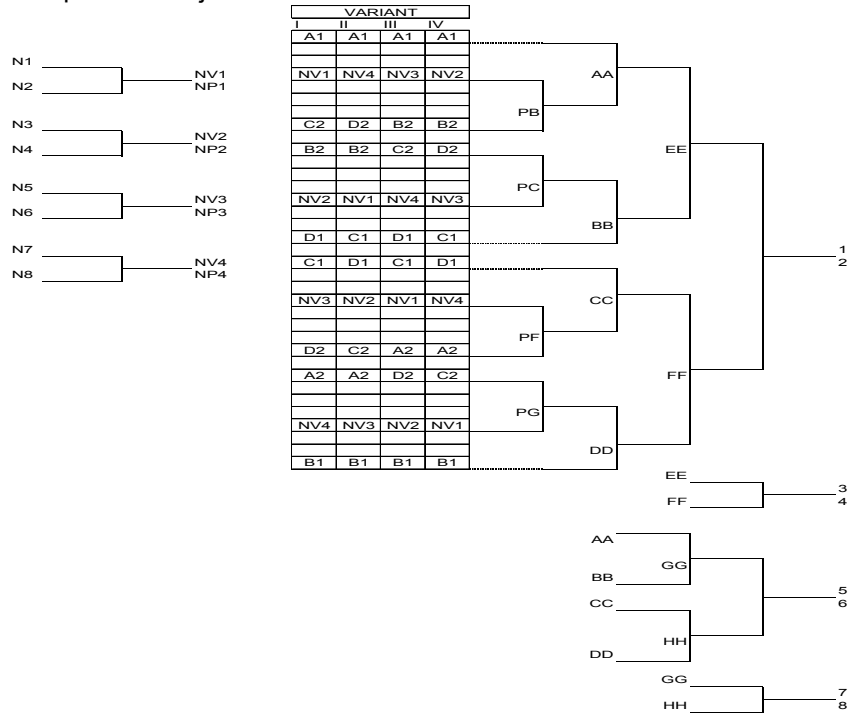 VARIANT
I II III IV
A1 A1 A1 A1
N1
N2
NV1
NP1
N3
N4
NV2
NP2
N5
N6
NV3
NP3
N7
N8
NV4
NP4
NV1 NV4 NV3 NV2
C2 D2 B2 B2
B2 B2 C2 D2
NV2 NV1 NV4 NV3
D1 C1 D1 C1
C1 D1 C1 D1
NV3 NV2 NV1 NV4
D2 C2 A2 A2
A2 A2 D2 C2
NV4 NV3 NV2 NV1
B1 B1 B1 B1
PB
PC
PF
PG
AA
BB
CC
DD
EE
FF
1
2
EE
FF
3
4
AA
BB
GG
CC
DD
HH
5
6
GG
HH
7
8